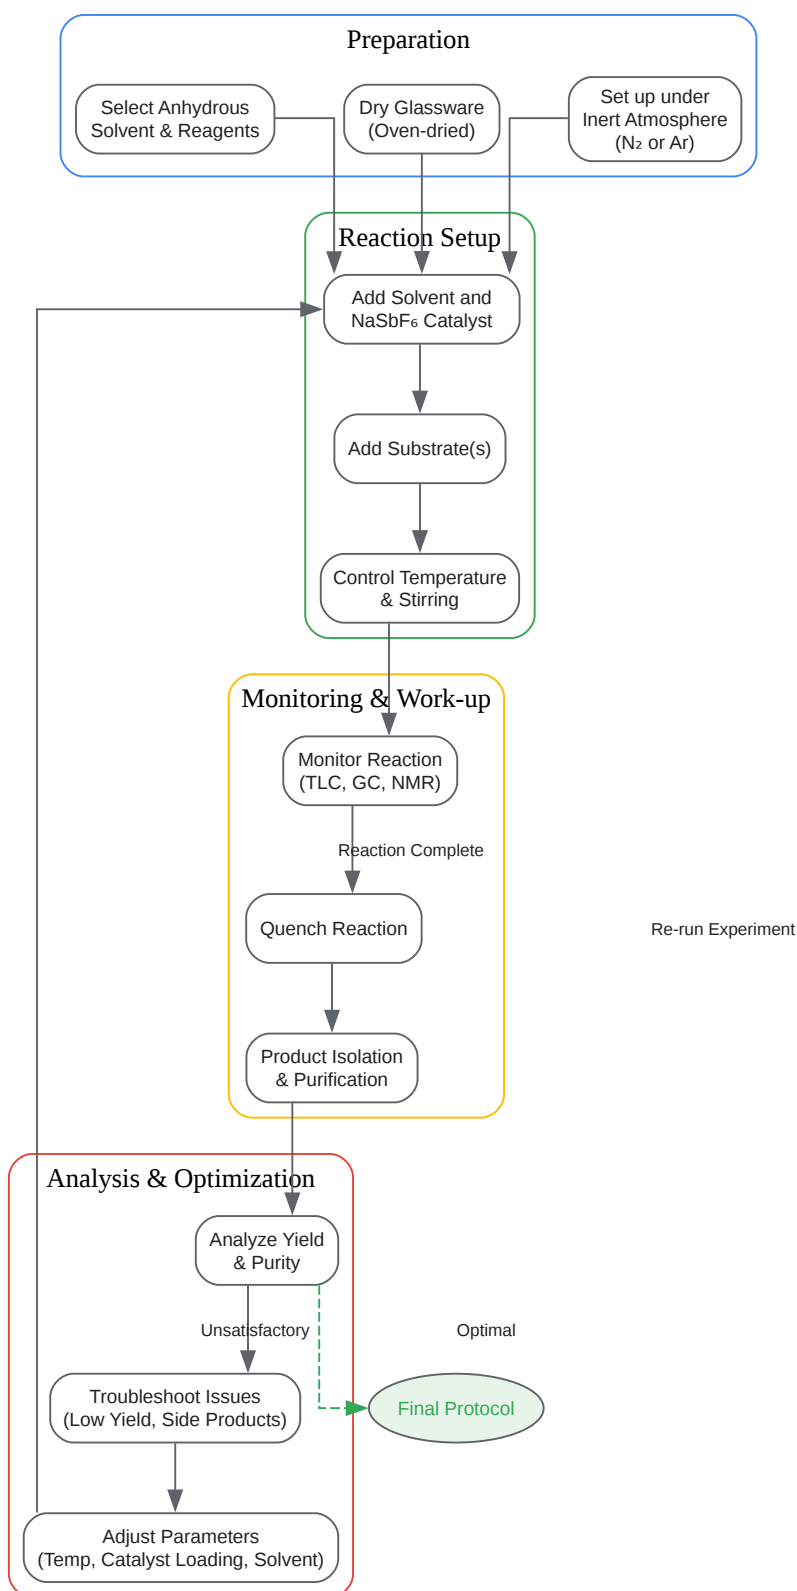 Preparation
Select Anhydrous
Solvent & Reagents
Dry Glassware
(Oven-dried)
Set up under
Inert Atmosphere
(N₂ or Ar)
Reaction Setup
Add Solvent and
NaSbF₆ Catalyst
Add Substrate(s)
Control Temperature
& Stirring
Monitoring & Work-up
Monitor Reaction
(TLC, GC, NMR)
Reaction Complete
Quench Reaction
Re-run Experiment
Product Isolation
& Purification
Analysis & Optimization
Analyze Yield
& Purity
Unsatisfactory
Optimal
Troubleshoot Issues
(Low Yield, Side Products)
Final Protocol
Adjust Parameters
(Temp, Catalyst Loading, Solvent)